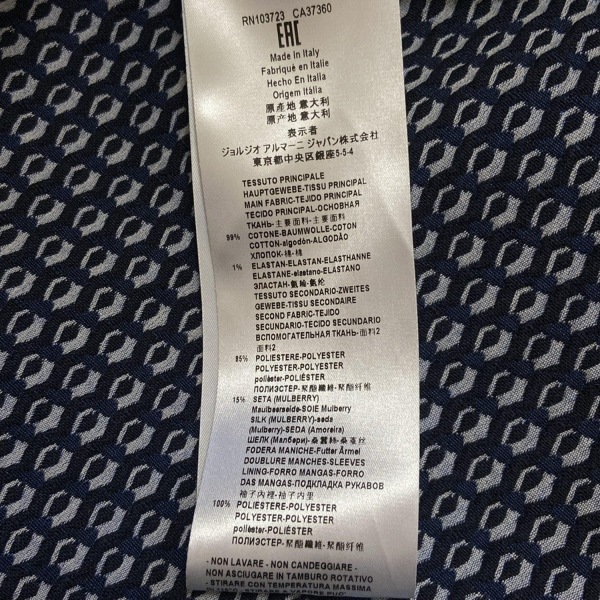 RN103723 CA37360
EAC
Made In Italy
Fabriqué en Italie
Hecho En Italia
Origem Itália
原產地 意大利
原产地 意大利
表示者
ジョルジオ アルマーニ ジャパン株式会社
東京都中央区銀座5-5-4
TESSUTO PRINCIPALE
HAUPTGEWEBE-TISSU PRINCIPAL
MAIN FABRIC-TEJIDO PRINCIPAL
TECIDO PRINCIPAL-ОСНОВНАЯ
ТКАНЬ-主要面料-主要面料
99% COTONE-BAUMWOLLE-COTON
COTTON-algodón-ALGODÃO
ХЛОПОК-棉-棉
1% ELASTAN-ELASTAN-ELASTHANNE
ELASTANE-elastano-ELASTANO
ЭЛАСТАН-氨綸-氨纶
TESSUTO SECONDARIO-ZWEITES
GEWEBE-TISSU SECONDAIRE
SECOND FABRIC-TEJIDO
SECUNDARIO-TECIDO SECUNDÁRIO
ВСПОМОГАТЕЛЬНАЯ ТКАНЬ-面料2
面料2
85% POLIESTERE-POLYESTER
POLYESTER-POLYESTER
poliéster-POLIÉSTER
ПОЛИЭСТЕР-聚酯纖維-聚酯纤维
15% SETA (MULBERRY)
Maulbeerseide-SOIE Mulberry
SILK (MULBERRY)-seda
(Mulberry)-SEDA (Amoreira)
ШЕЛК (Малбери)-桑蠶絲-桑蚕丝
FODERA MANICHE-Futter Ärmel
DOUBLURE MANCHES-SLEEVES
LINING-FORRO MANGAS-FORRO
DAS MANGAS-ПОДКЛАДКА РУКАВОВ
袖子內裡-袖子内里
100% POLIESTERE-POLYESTER
POLYESTER-POLYESTER
poliéster-POLIÉSTER
ПОЛИЭСТЕР-聚酯纖維-聚酯纤维
- NON LAVARE - NON CANDEGGIARE -
NON ASCIUGARE IN TAMBURO ROTATIVO
- STIRARE CON TEMPERATURA MASSIMA